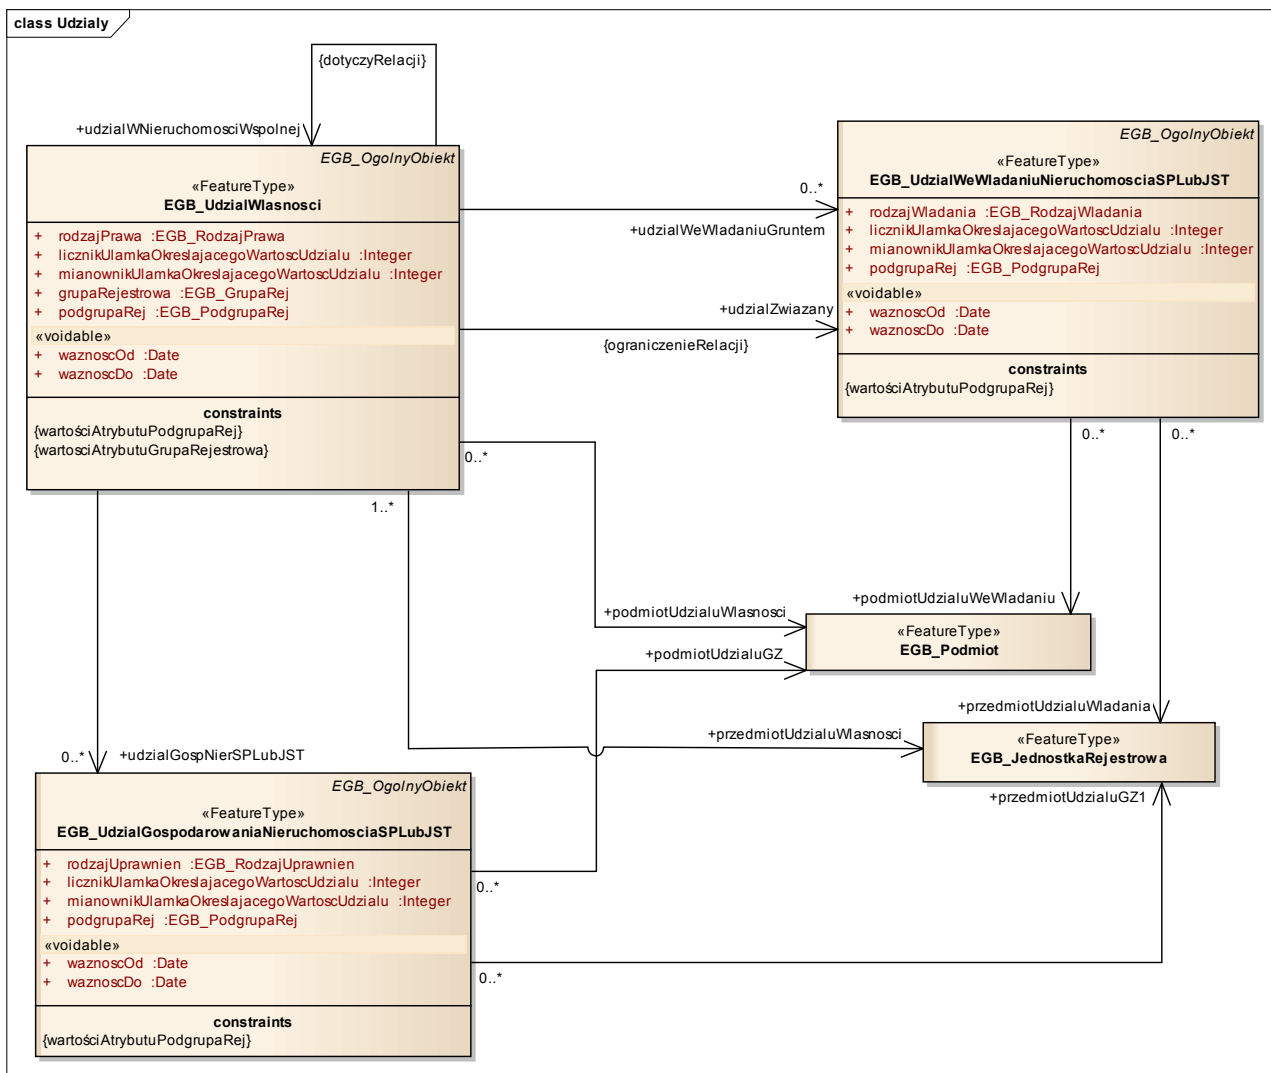 class Udzialy
{dotyczyRelacji}
+udzialWNieruchomosciWspolnej
EGB_OgolnyObiekt
«FeatureType»
EGB_UdzialWlasnosci
+ rodzajPrawa :EGB_RodzajPrawa
+ licznikUlamkaOkreslajacegoWartoscUdzialu :Integer
+ mianownikUlamkaOkreslajacegoWartoscUdzialu :Integer
+ grupaRejestrowa :EGB_GrupaRej
+ podgrupaRej :EGB_PodgrupaRej
«voidable»
+ waznoscOd :Date
+ waznoscDo :Date
constraints
{wartościAtrybutuPodgrupaRej}
{wartosciAtrybutuGrupaRejestrowa}
0..*
+udzialWeWladaniuGruntem
+udzialZwiazany
{ograniczenieRelacji}
EGB_OgolnyObiekt
«FeatureType»
EGB_UdzialWeWladaniuNieruchomosciaSPLubJST
+ rodzajWladania :EGB_RodzajWladania
+ licznikUlamkaOkreslajacegoWartoscUdzialu :Integer
+ mianownikUlamkaOkreslajacegoWartoscUdzialu :Integer
+ podgrupaRej :EGB_PodgrupaRej
«voidable»
+ waznoscOd :Date
+ waznoscDo :Date
constraints
{wartościAtrybutuPodgrupaRej}
0..*
0..*
0..*
1..*
+podmiotUdzialuWeWladaniu
+podmiotUdzialuWlasnosci
«FeatureType»
EGB_Podmiot
+podmiotUdzialuGZ
+przedmiotUdzialuWladania
+przedmiotUdzialuWlasnosci
«FeatureType»
EGB_JednostkaRejestrowa
+przedmiotUdzialuGZ1
0..*
+udzialGospNierSPLubJST
EGB_OgolnyObiekt
«FeatureType»
EGB_UdzialGospodarowaniaNieruchomosciaSPLubJST
+ rodzajUprawnien :EGB_RodzajUprawnien
+ licznikUlamkaOkreslajacegoWartoscUdzialu :Integer
+ mianownikUlamkaOkreslajacegoWartoscUdzialu :Integer
+ podgrupaRej :EGB_PodgrupaRej
«voidable»
+ waznoscOd :Date
+ waznoscDo :Date
constraints
{wartościAtrybutuPodgrupaRej}
0..*
0..*